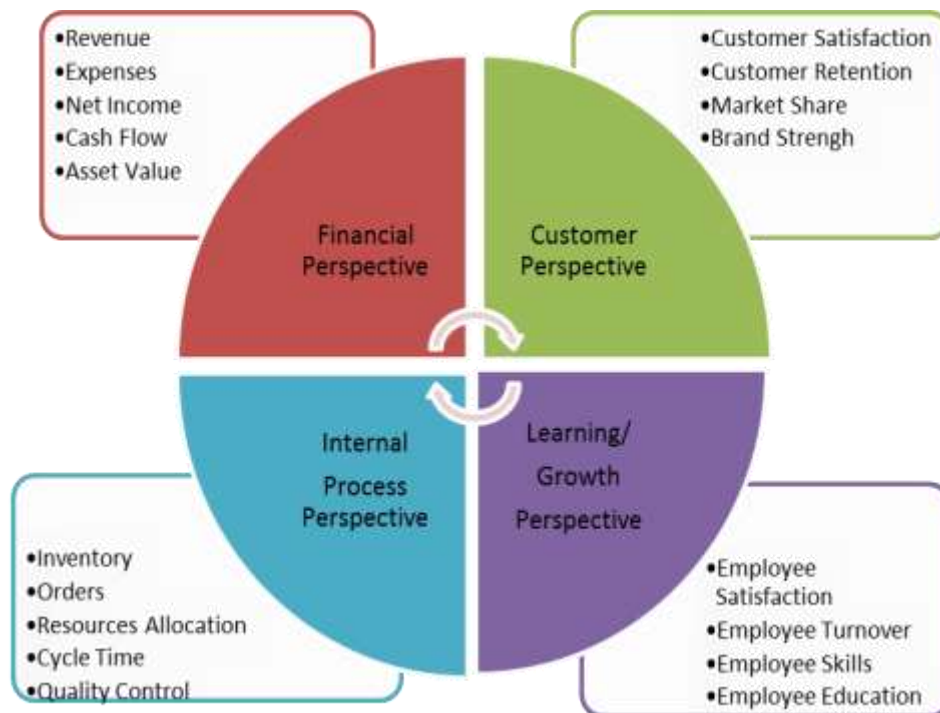 •Revenue
•Expenses
•Net Income
•Cash Flow
•Asset Value
•Customer Satisfaction
•Customer Retention
•Market Share
•Brand Strengh
Financial
Perspective
Customer
Perspective
Internal
Process
Perspective
Learning/
Growth
Perspective
•Inventory
•Orders
•Resources Allocation
•Cycle Time
•Quality Control
•Employee
Satisfaction
•Employee Turnover
•Employee Skills
•Employee Education